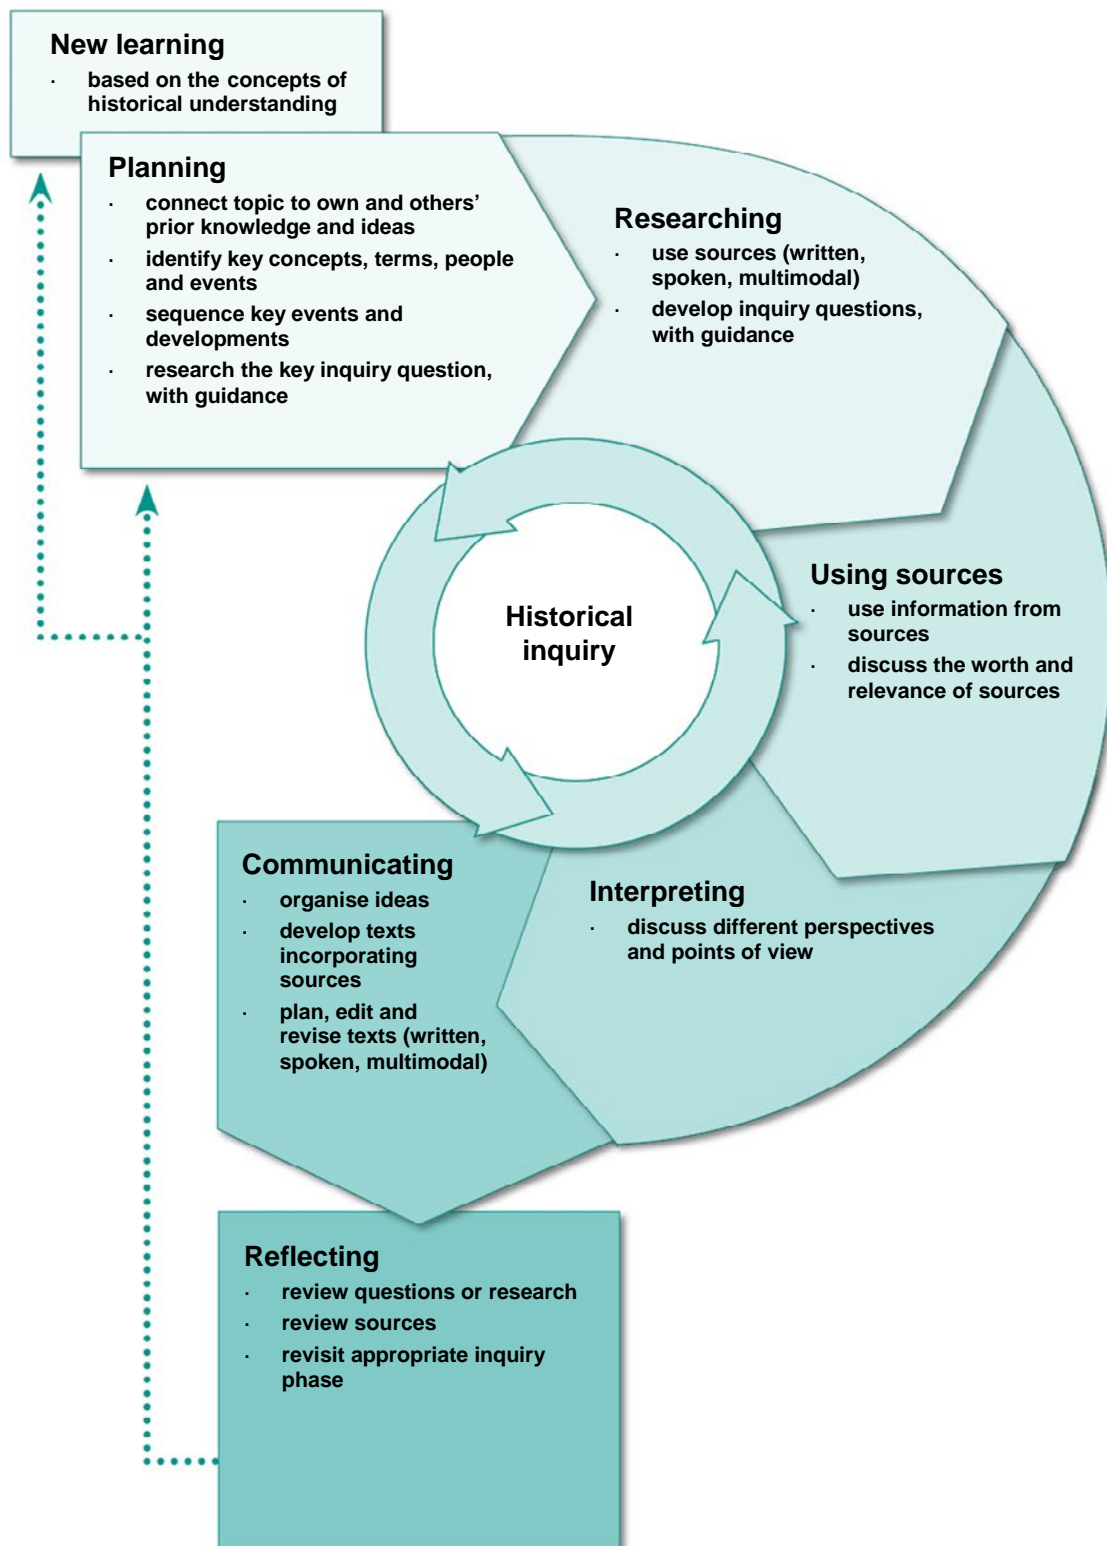 New learning
· based on the concepts of
historical understanding
Planning
· connect topic to own and others'
prior knowledge and ideas
· identify key concepts, terms, people
and events
· sequence key events and
developments
· research the key inquiry question,
with guidance
Researching
· use sources (written,
spoken, multimodal)
· develop inquiry questions,
with guidance
Using sources
· use information from
sources
· discuss the worth and
relevance of sources
Historical
inquiry
Interpreting
· discuss different perspectives
and points of view
Communicating
· organise ideas
· develop texts
incorporating
sources
· plan, edit and
revise texts (written,
spoken, multimodal)
Reflecting
· review questions or research
· review sources
· revisit appropriate inquiry
phase